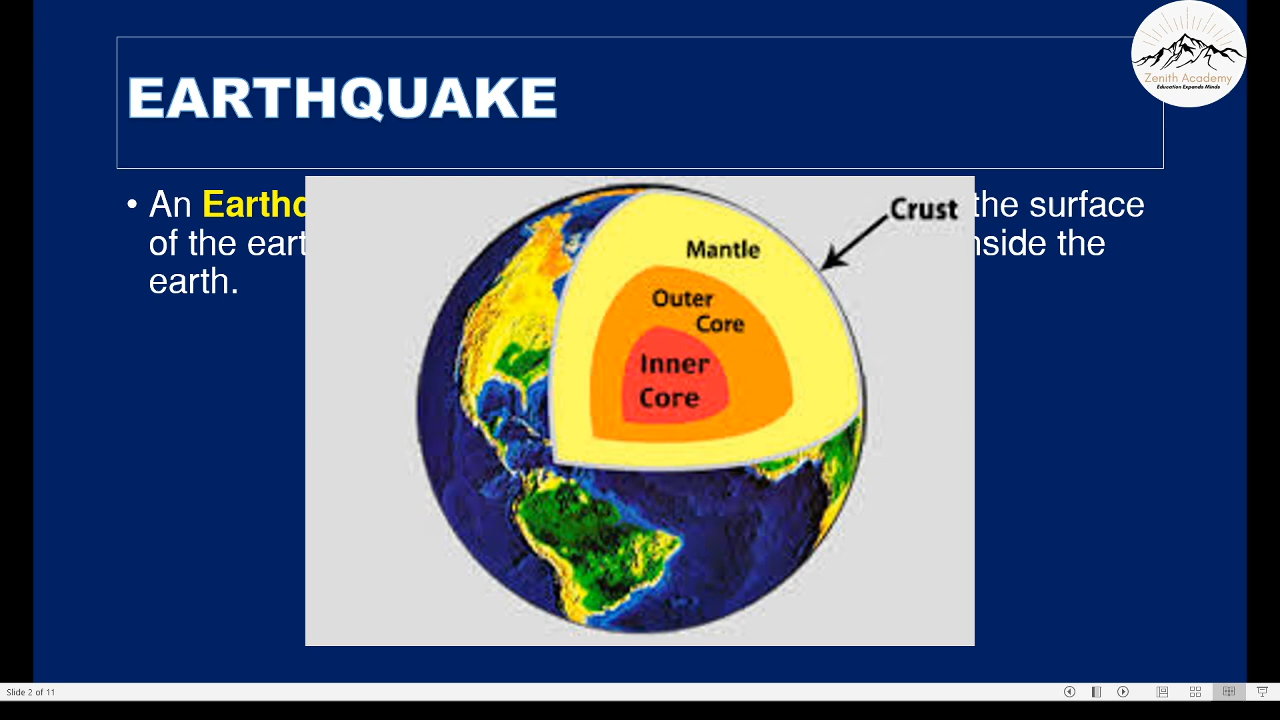 Zenith Academy
Education Expands Minds
EARTHQUAKE
• An Earthq the surface
of the eart nside the
earth.
Crust
Mantle
Outer
Core
Inner
Core
Slide 2 of 11